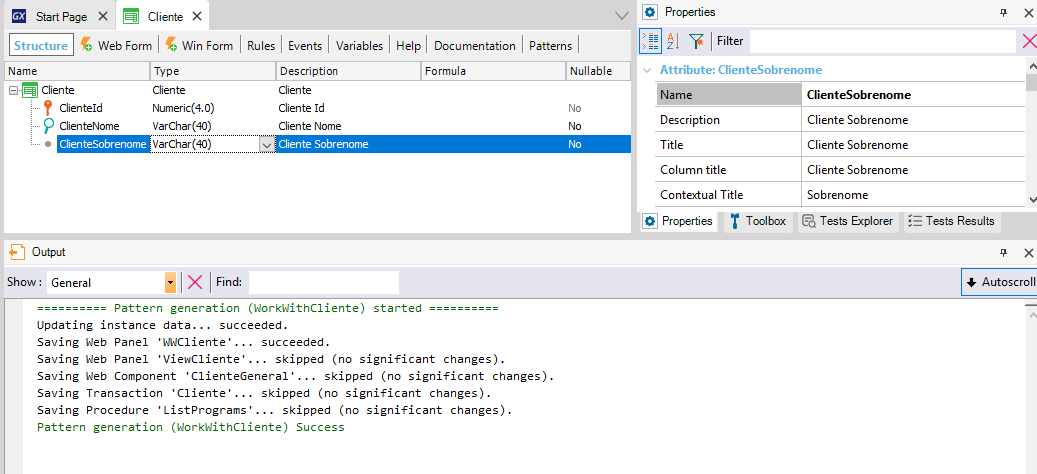 GX Start Page Cliente
Structure Web Form Win Form Rules Events Variables Help Documentation Patterns
Name Type Description Formula Nullable
Cliente Cliente Cliente
ClienteId Numeric(4.0) Cliente Id No
ClienteNome VarChar(40) Cliente Nome No
ClienteSobrenome VarChar(40) Cliente Sobrenome No
Properties
Filter
Attribute: ClienteSobrenome
Name ClienteSobrenome
Description Cliente Sobrenome
Title Cliente Sobrenome
Column title Cliente Sobrenome
Contextual Title Sobrenome
Properties Toolbox Tests Explorer Tests Results
Output
Show : General Find: Autoscroll
========== Pattern generation (WorkWithCliente) started ==========
Updating instance data... succeeded.
Saving Web Panel 'WWCliente'... succeeded.
Saving Web Panel 'ViewCliente'... skipped (no significant changes).
Saving Web Component 'ClienteGeneral'... skipped (no significant changes).
Saving Transaction 'Cliente'... skipped (no significant changes).
Saving Procedure 'ListPrograms'... skipped (no significant changes).
Pattern generation (WorkWithCliente) Success